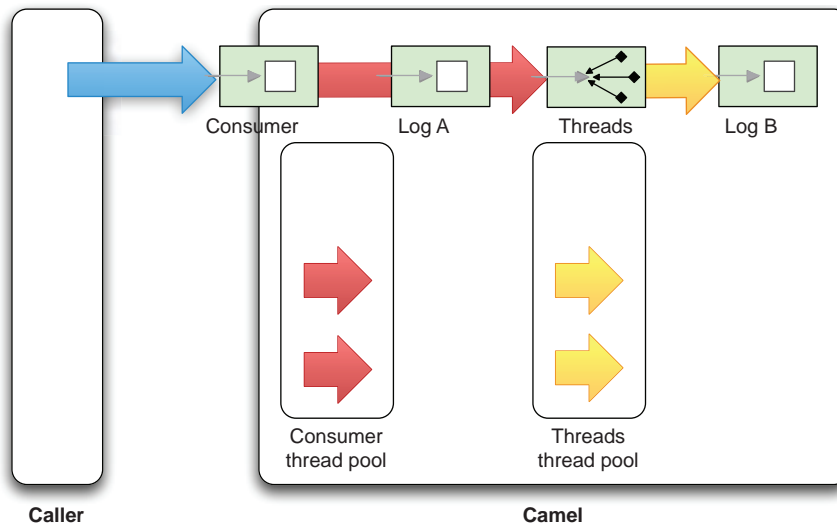 Consumer
Log A
Threads
Log B
Consumer
thread pool
Threads
thread pool
Caller
Camel